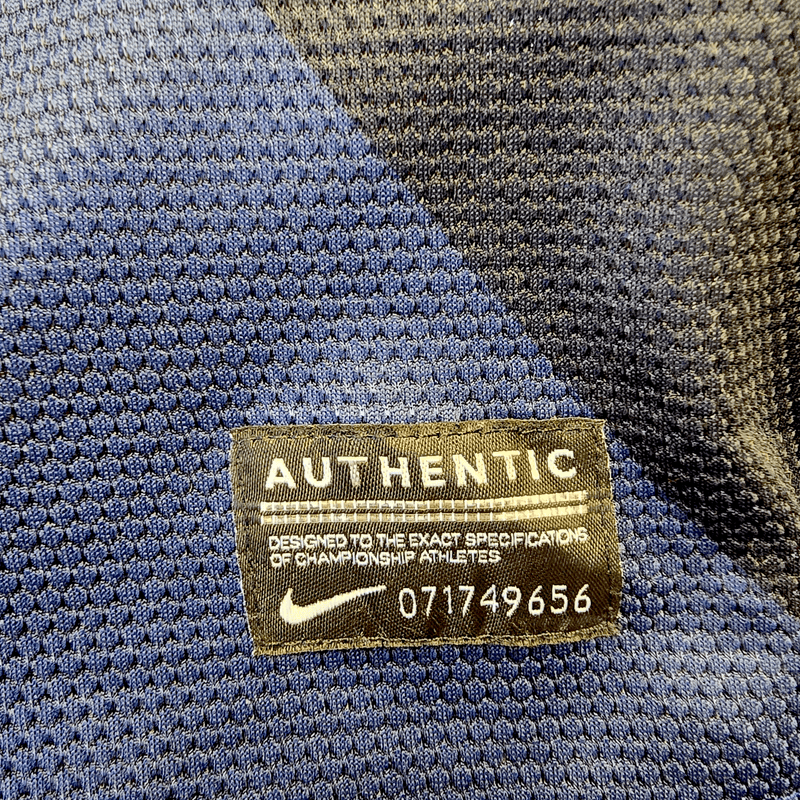 AUTHENTIC
DESIGNED TO THE EXACT SPECIFICATIONS
OF CHAMPIONSHIP ATHLETES
071749656